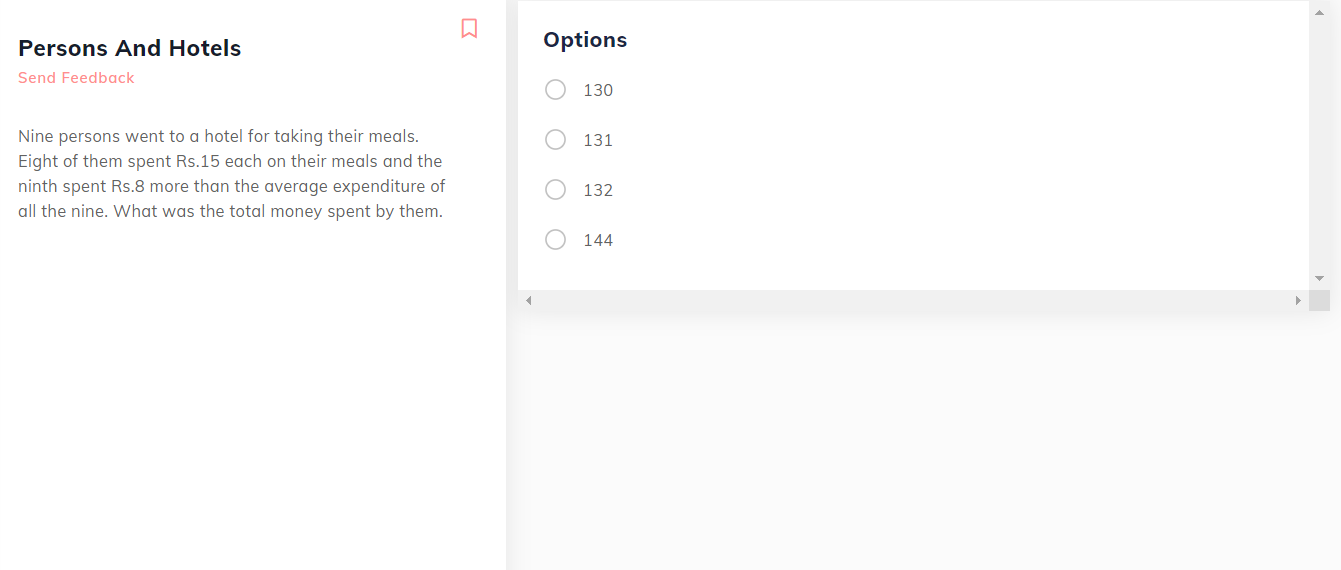 Persons And Hotels
Send Feedback
Nine persons went to a hotel for taking their meals.
Eight of them spent Rs.15 each on their meals and the
ninth spent Rs.8 more than the average expenditure of
all the nine. What was the total money spent by them.
Options
130
131
132
144